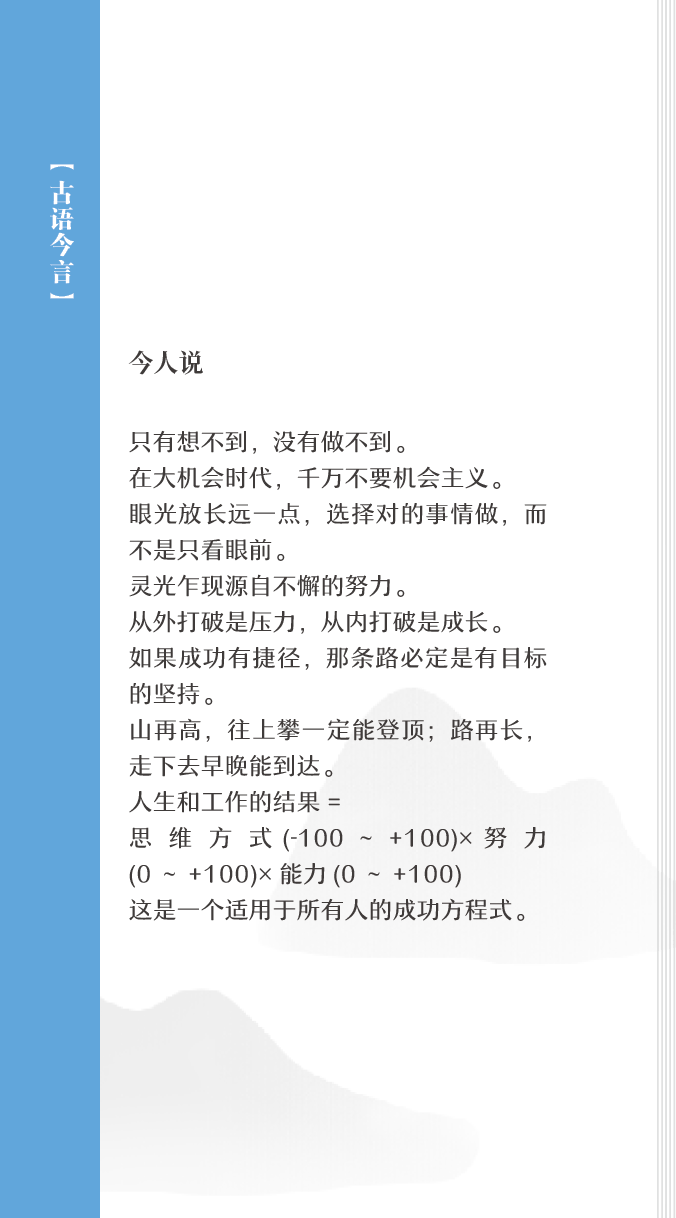 【古语今言】
今人说
只有想不到，没有做不到。
在大机会时代，千万不要机会主义。
眼光放长远一点，选择对的事情做，而
不是只看眼前。
灵光乍现源自不懈的努力。
从外打破是压力，从内打破是成长。
如果成功有捷径，那条路必定是有目标
的坚持。
山再高，往上攀一定能登顶；路再长，
走下去早晚能到达。
人生和工作的结果 =
思维方式(-100 ~ +100)× 努力
(0 ~ +100)× 能力 (0 ~ +100)
这是一个适用于所有人的成功方程式。